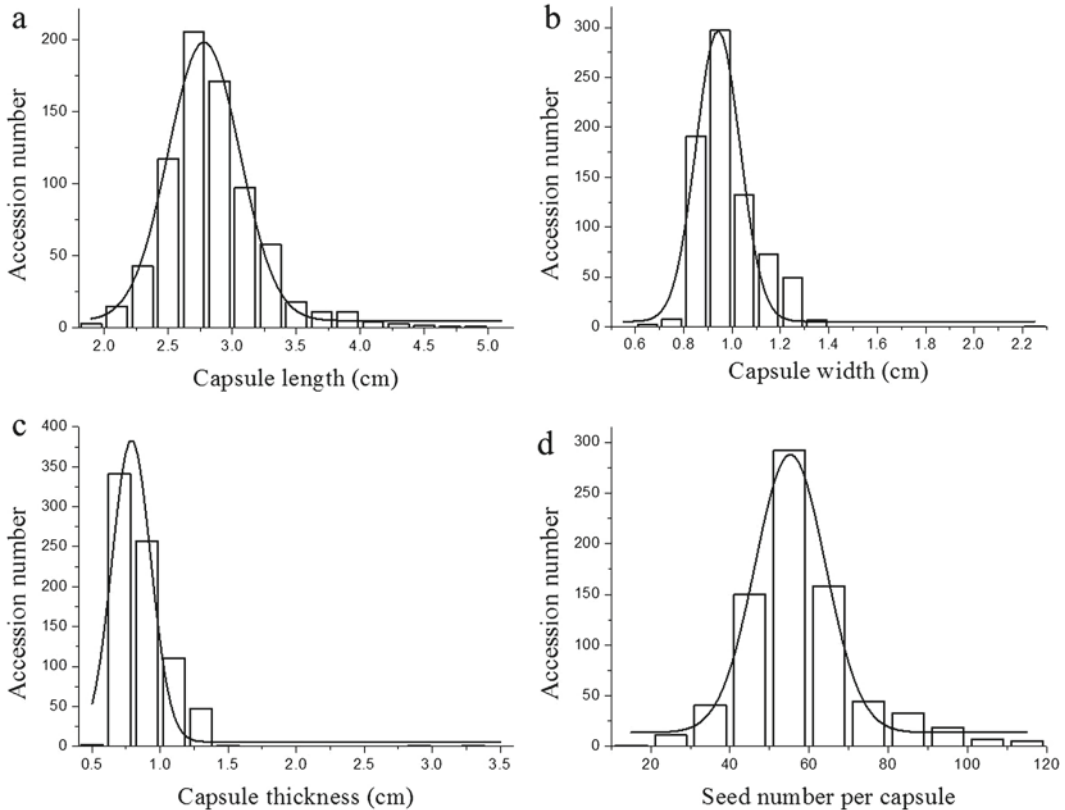 a
200
150
100
50
0
Accession number
2.0 2.5 3.0 3.5 4.0 4.5 5.0
Capsule length (cm)
b
300
250
200
150
100
50
0
Accession number
0.6 0.8 1.0 1.2 1.4 1.6 1.8 2.0 2.2
Capsule width (cm)
c
400
350
300
250
200
150
100
50
0
Accession number
0.5 1.0 1.5 2.0 2.5 3.0 3.5
Capsule thickness (cm)
d
300
250
200
150
100
50
0
Accession number
20 40 60 80 100 120
Seed number per capsule